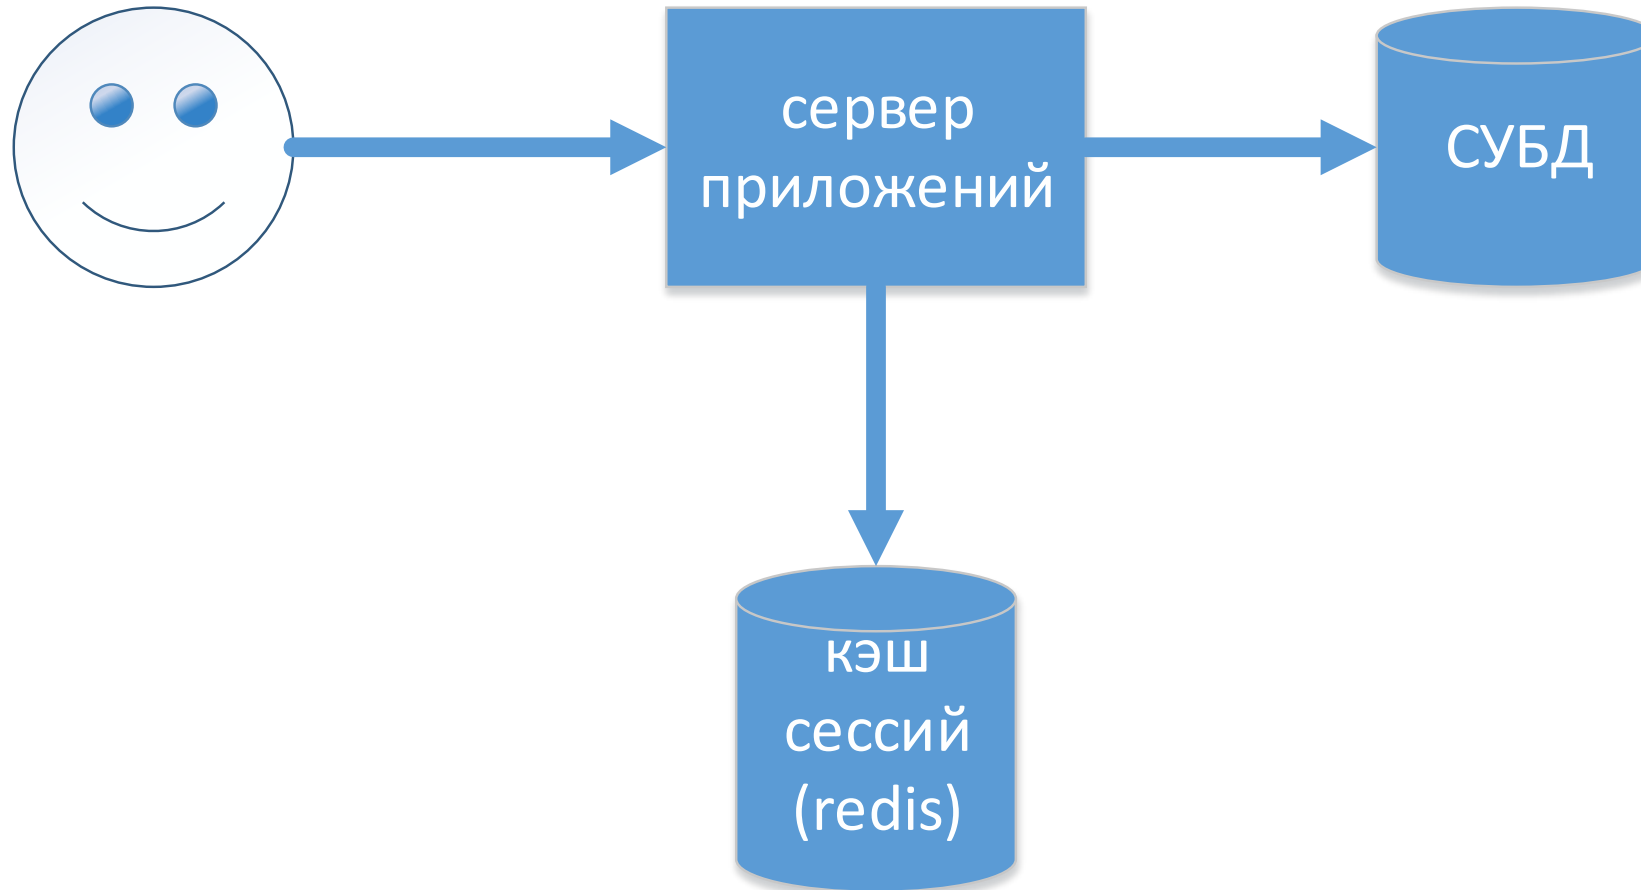 сервер
приложений
СУБД
кэш
сессий
(redis)